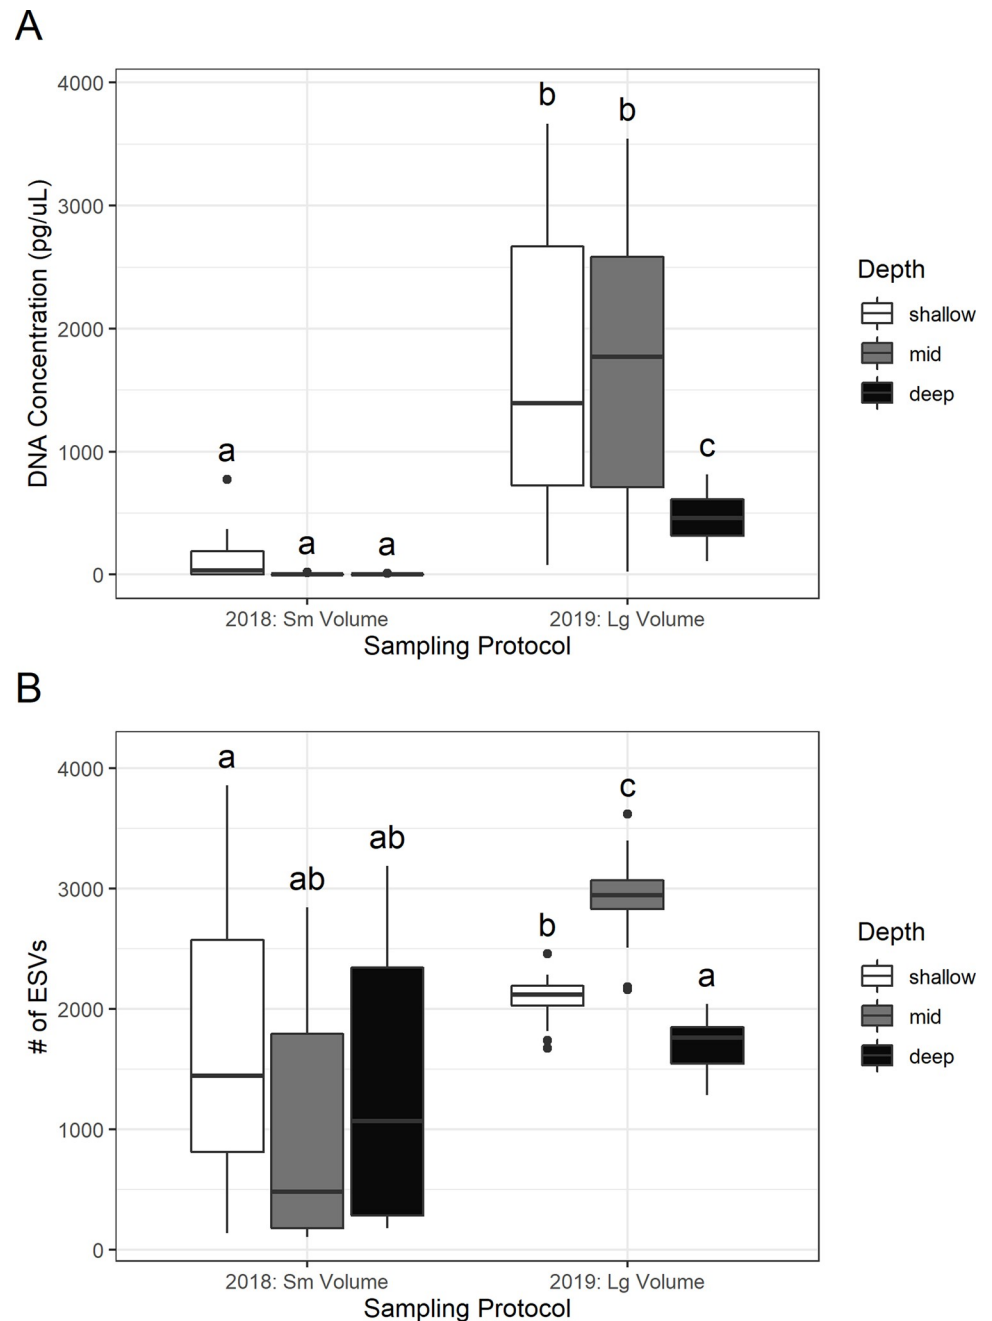 A
4000
3000
2000
1000
0
DNA Concentration (pg/uL)
a
a
a
b
b
c
2018: Sm Volume
2019: Lg Volume
Sampling Protocol
Depth
shallow
mid
deep
B
4000
3000
2000
1000
0
# of ESVs
a
ab
ab
b
c
a
2018: Sm Volume
2019: Lg Volume
Sampling Protocol
Depth
shallow
mid
deep